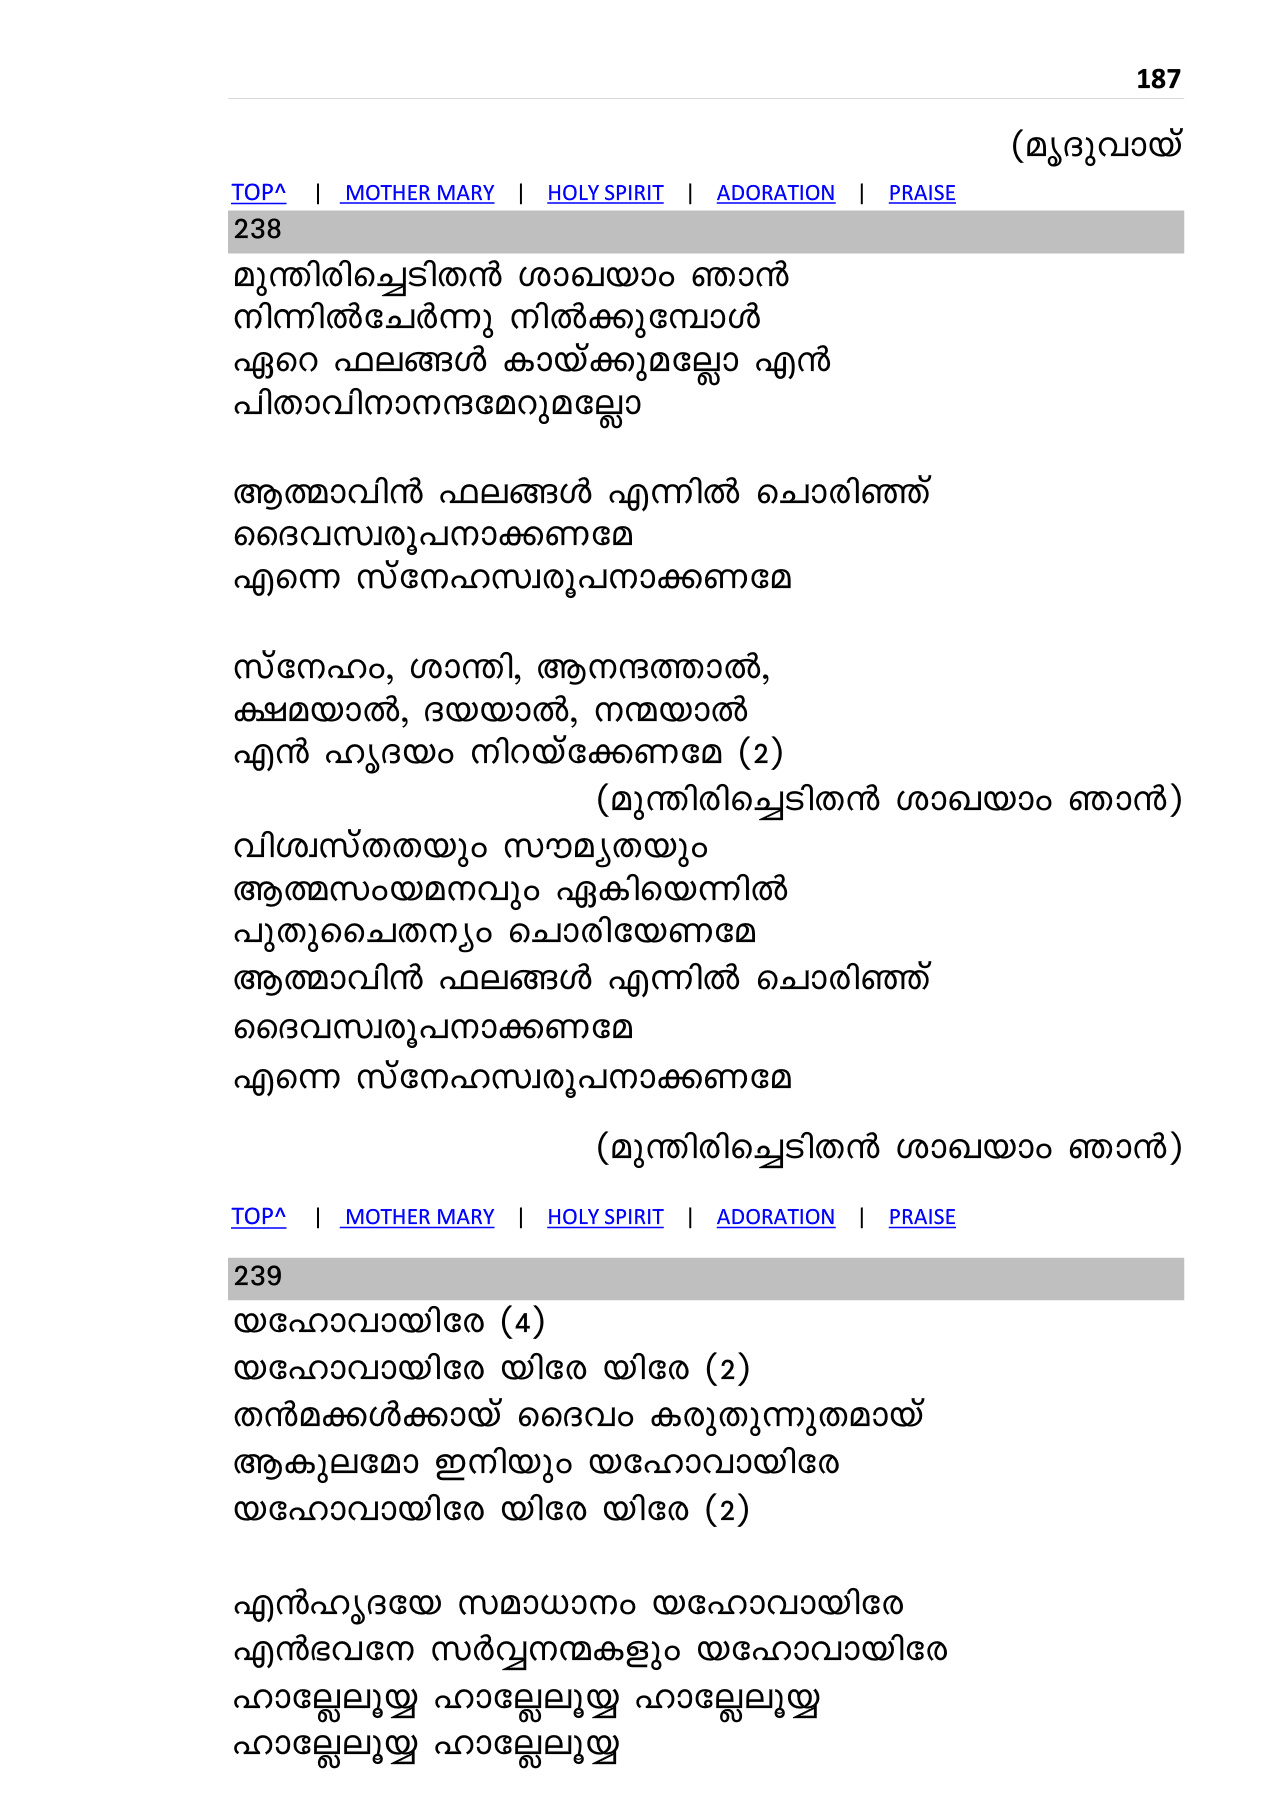 187
(മൃദുവായ്
TOP^ | MOTHER MARY | HOLY SPIRIT | ADORATION | PRAISE
238
മുന്തിരിച്ചെടിതൻ ശാഖയാം ഞാൻ
നിന്നിൽചേർന്നു നിൽക്കുമ്പോൾ
ഏറെ ഫലങ്ങൾ കായ്ക്കുമല്ലോ എൻ
പിതാവിനാനന്ദമേറുമല്ലോ
ആത്മാവിൻ ഫലങ്ങൾ എന്നിൽ ചൊരിഞ്ഞ്
ദൈവസ്വരൂപനാക്കണമേ
എന്നെ സ്നേഹസ്വരൂപനാക്കണമേ
സ്നേഹം, ശാന്തി, ആനന്ദത്താൽ,
ക്ഷമയാൽ, ദയയാൽ, നന്മയാൽ
എൻ ഹൃദയം നിറയ്ക്കേണമേ (2)
(മുന്തിരിച്ചെടിതൻ ശാഖയാം ഞാൻ)
വിശ്വസ്തതയും സൗമ്യതയും
ആത്മസംയമനവും ഏകിയെന്നിൽ
പുതുചൈതന്യം ചൊരിയേണമേ
ആത്മാവിൻ ഫലങ്ങൾ എന്നിൽ ചൊരിഞ്ഞ്
ദൈവസ്വരൂപനാക്കണമേ
എന്നെ സ്നേഹസ്വരൂപനാക്കണമേ
(മുന്തിരിച്ചെടിതൻ ശാഖയാം ഞാൻ)
TOP^ | MOTHER MARY | HOLY SPIRIT | ADORATION | PRAISE
239
യഹോവായിരേ (4)
യഹോവായിരേ യിരേ യിരേ (2)
തൻമക്കൾക്കായ് ദൈവം കരുതുന്നുതമായ്
ആകുലമോ ഇനിയും യഹോവായിരേ
യഹോവായിരേ യിരേ യിരേ (2)
എൻഹൃദയേ സമാധാനം യഹോവായിരേ
എൻഭവനേ സർവ്വനന്മകളും യഹോവായിരേ
ഹാല്ലേലൂയ്യ ഹാല്ലേലൂയ്യ ഹാല്ലേലൂയ്യ
ഹാല്ലേലൂയ്യ ഹാല്ലേലൂയ്യ